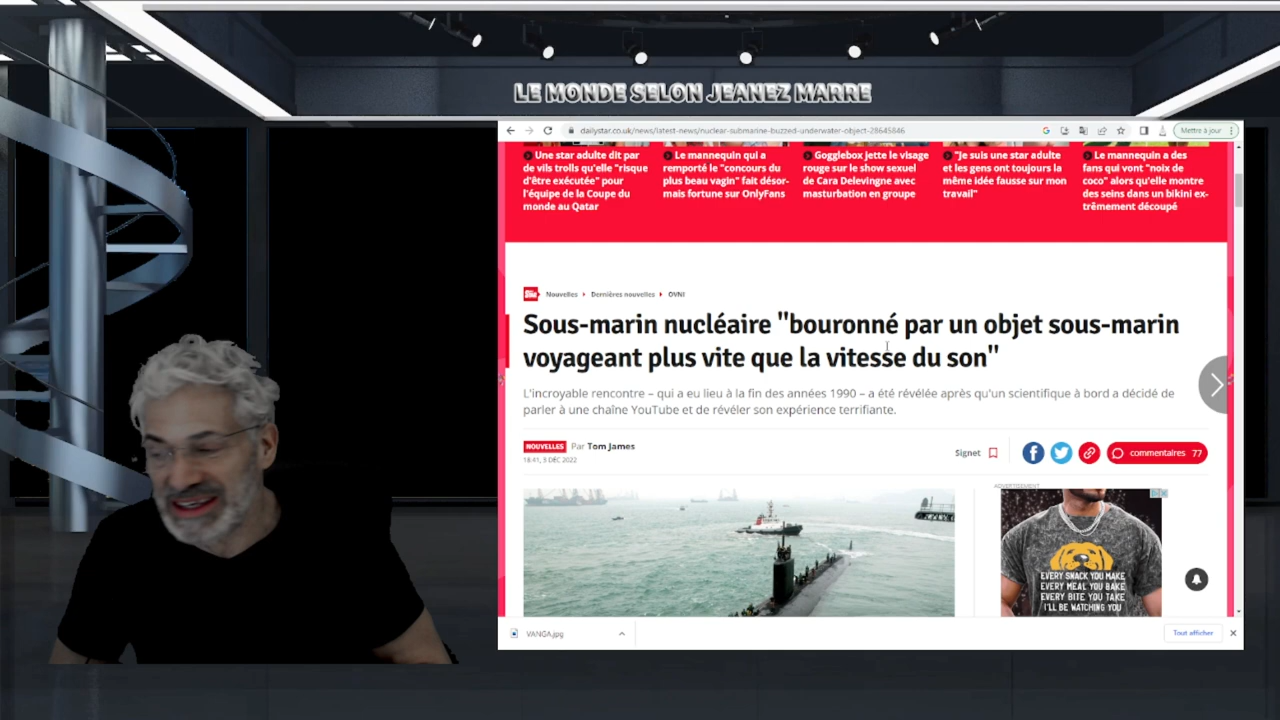 LE MONDE SELON JEANEZ MARRE
dailystar.co.uk/news/latest-news/nuclear-submarine-buzzed-underwater-object-28645846
Mettre à jour
Une star adulte dit par
de vils trolls qu'elle "risque
d'être exécutée" pour
l'équipe de la Coupe du
monde au Qatar
Le mannequin qui a
remporté le "concours du
plus beau vagin" fait désor-
mais fortune sur OnlyFans
Gogglebox jette le visage
rouge sur le show sexuel
de Cara Delevingne avec
masturbation en groupe
"Je suis une star adulte
et les gens ont toujours la
même idée fausse sur mon
travail"
Le mannequin a des
fans qui vont "noix de
coco" alors qu'elle montre
des seins dans un bikini ex-
trêmement découpé
Nouvelles
Dernières nouvelles
OVNI
Sous-marin nucléaire "bouronné par un objet sous-marin
voyageant plus vite que la vitesse du son"
L'incroyable rencontre – qui a eu lieu à la fin des années 1990 – a été révélée après qu'un scientifique à bord a décidé de
parler à une chaîne YouTube et de révéler son expérience terrifiante.
NOUVELLES Par Tom James
18:41, 3 DÉC 2022
Signet
commentaires 77
ADVERTISEMENT
EVERY SNACK YOU MAKE
EVERY MEAL YOU BAKE
EVERY BITE YOU TAKE
I'LL BE WATCHING YOU
VANGA.jpg
Tout afficher